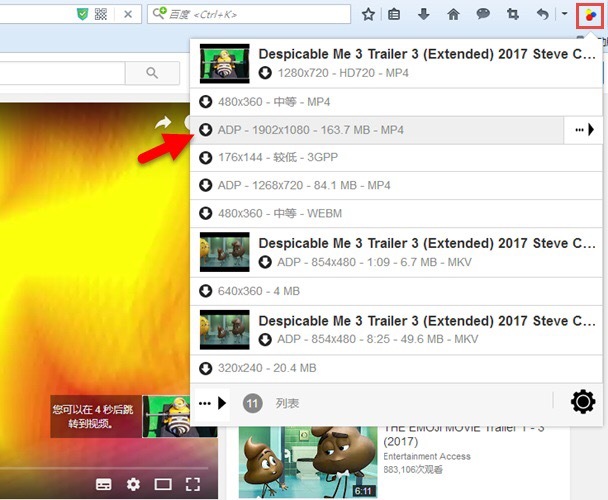 百度 <Ctrl+K>
Despicable Me 3 Trailer 3 (Extended) 2017 Steve C...
1280x720 - HD720 - MP4
480x360 - 中等 - MP4
ADP - 1902x1080 - 163.7 MB - MP4
176x144 - 较低 - 3GPP
ADP - 1268x720 - 84.1 MB - MP4
480x360 - 中等 - WEBM
Despicable Me 3 Trailer 3 (Extended) 2017 Steve C...
ADP - 854x480 - 1:09 - 6.7 MB - MKV
640x360 - 4 MB
Despicable Me 3 Trailer 3 (Extended) 2017 Steve C...
ADP - 854x480 - 8:25 - 49.6 MB - MKV
320x240 - 20.4 MB
11 列表
您可以在 4 秒后跳
转到视频。
THE EMOJI MOVIE Trailer 1 - 3
(2017)
Entertainment Access
883,106次观看
6:11